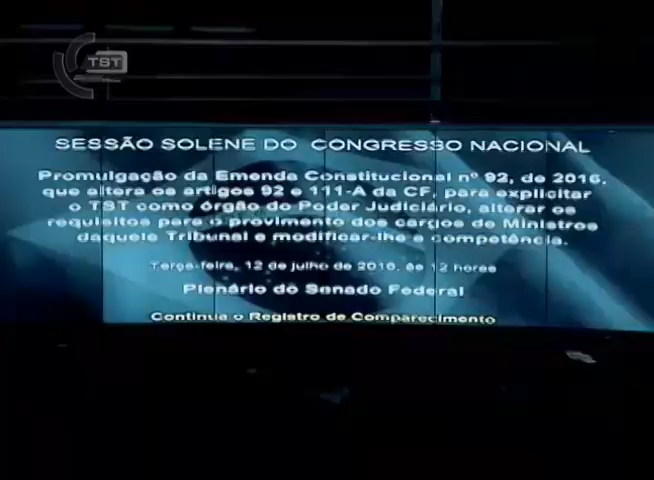 TST
SESSÃO SOLENE DO CONGRESSO NACIONAL
Promulgação da Emenda Constitucional nº 92, de 2016,
que altera os artigos 92 e 111-A da CF, para explicitar
o TST como órgão do Poder Judiciário, alterar os
requisitos para o provimento dos cargos de Ministros
daquele Tribunal e modificar-lhe a competência.
Terça-feira, 12 de julho de 2016, às 12 horas
Plenário do Senado Federal
Continua o Registro de Comparecimento